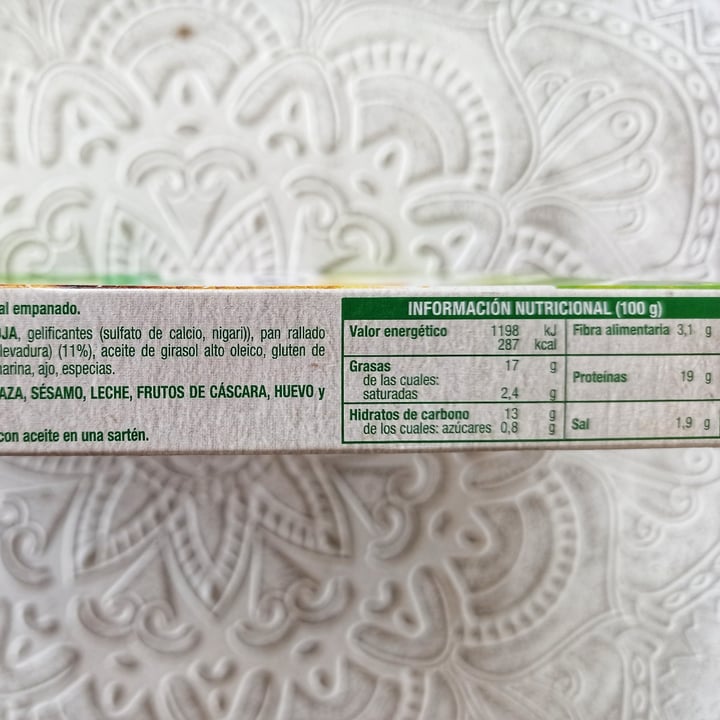 al empanado.
JA, gelificantes (sulfato de calcio, nigari)), pan rallado
levadura) (11%), aceite de girasol alto oleico, gluten de
harina, ajo, especias.
AZA, SÉSAMO, LECHE, FRUTOS DE CÁSCARA, HUEVO y
con aceite en una sartén.
INFORMACIÓN NUTRICIONAL (100 g)
Valor energético 1198 kJ
287 kcal
Grasas 17 g
de las cuales:
saturadas 2,4 g
Hidratos de carbono 13 g
de los cuales: azúcares 0,8 g
Fibra alimentaria 3,1 g
Proteínas 19 g
Sal 1,9 g